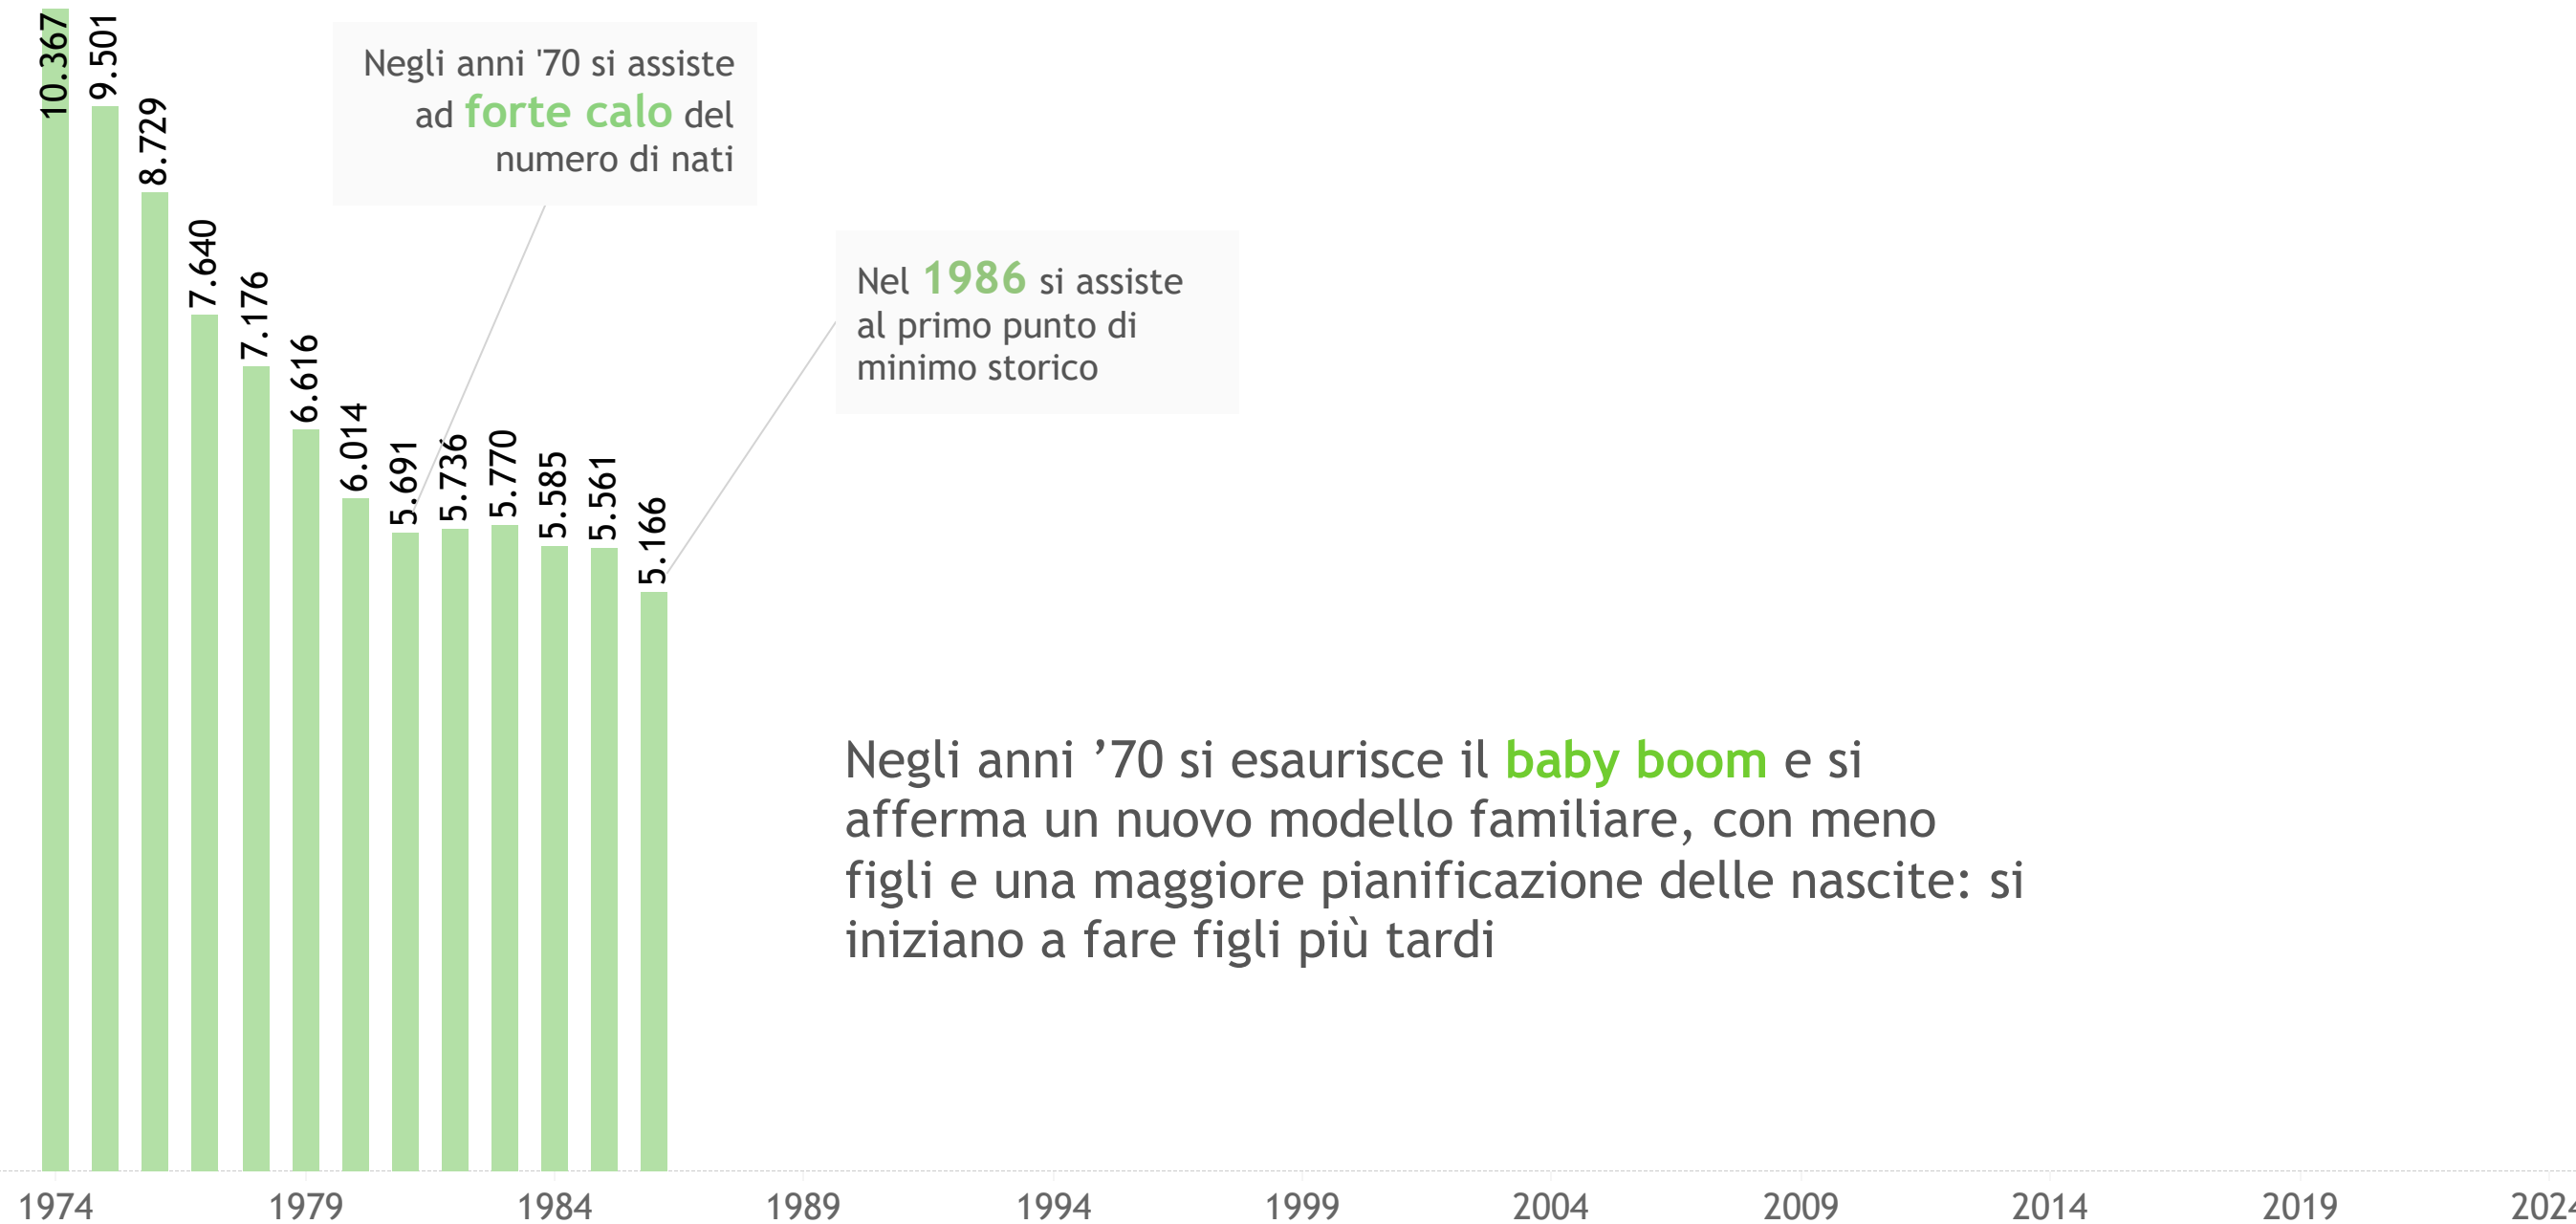 10.367
9.501
8.729
7.640
7.176
6.616
6.014
5.691
5.736
5.770
5.585
5.561
5.166
Negli anni '70 si assiste
ad forte calo del
numero di nati
Nel 1986 si assiste
al primo punto di
minimo storico
Negli anni ’70 si esaurisce il baby boom e si
afferma un nuovo modello familiare, con meno
figli e una maggiore pianificazione delle nascite: si
iniziano a fare figli più tardi
1974 1979 1984 1989 1994 1999 2004 2009 2014 2019